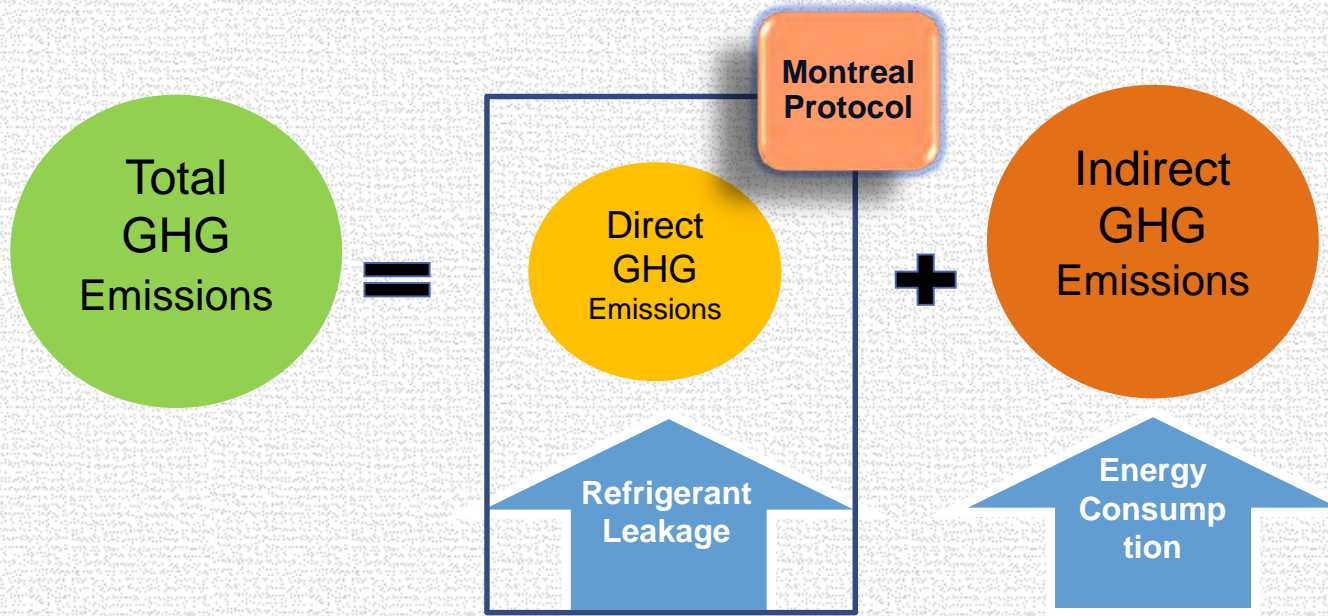 Montreal
Protocol
Total
GHG
Emissions
Direct
GHG
Emissions
Indirect
GHG
Emissions
Refrigerant
Leakage
Energy
Consump
tion